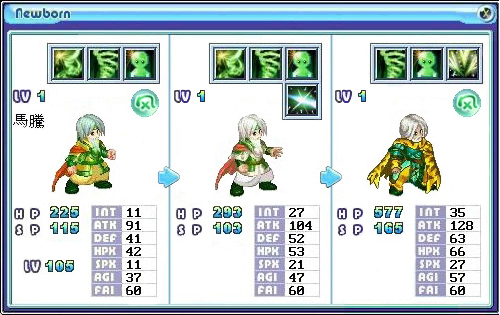 Newborn
LV 1
馬騰
HP 225
SP 115
LV 105
INT 11
ATK 91
DEF 41
HPX 42
SPX 11
AGI 37
FAI 60
LV 1
HP 293
SP 103
INT 27
ATK 104
DEF 52
HPX 53
SPX 21
AGI 47
FAI 60
LV 1
HP 577
SP 165
INT 35
ATK 128
DEF 63
HPX 66
SPX 27
AGI 57
FAI 60